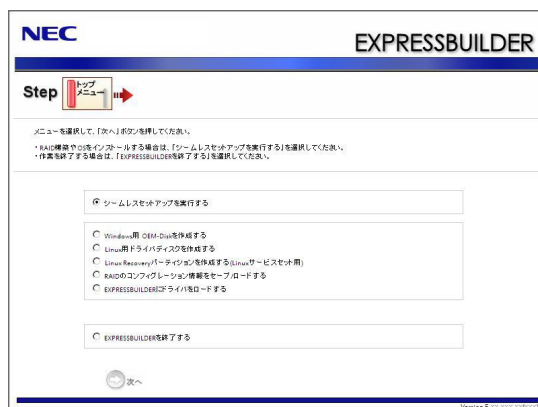 NEC
EXPRESSBUILDER
Step
トップ
メニュー
メニューを選択して、「次へ」ボタンを押してください。
・RAID構築やOSをインストールする場合は、「シームレスセットアップを実行する」を選択してください。
・作業を終了する場合は、「EXPRESSBUILDERを終了する」を選択してください。
シームレスセットアップを実行する
Windows用 OEM-Diskを作成する
Linux用ドライバディスクを作成する
Linux Recoveryパーティションを作成する(Linuxサービスセット用)
RAIDのコンフィグレーション情報をセーブ/ロードする
EXPRESSBUILDERにドライバをロードする
EXPRESSBUILDERを終了する
次へ
Version 5